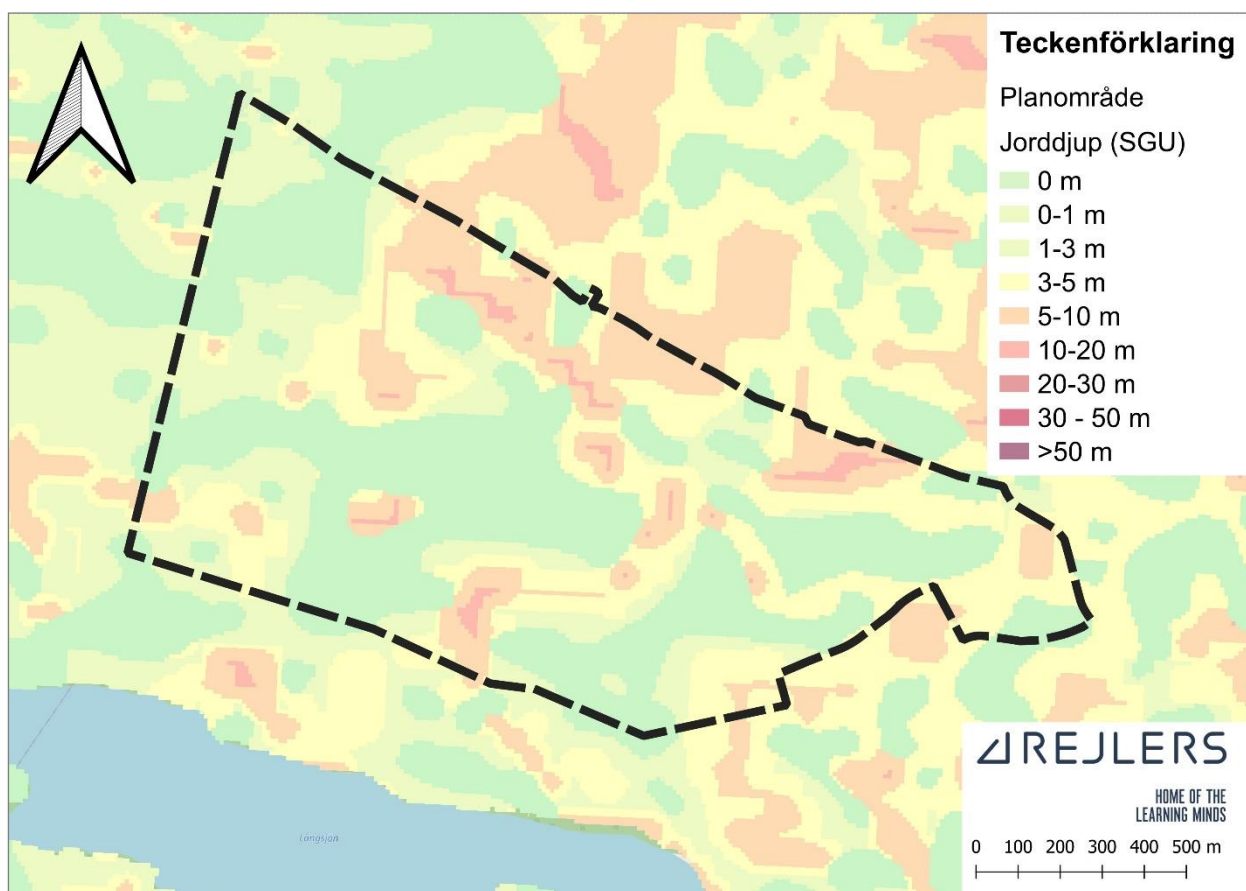 Teckenförklaring
Planområde
Jorddjup (SGU)
0 m
0-1 m
1-3 m
3-5 m
5-10 m
10-20 m
20-30 m
30 - 50 m
>50 m
Långsjön
REJLERS
HOME OF THE
LEARNING MINDS
0 100 200 300 400 500 m